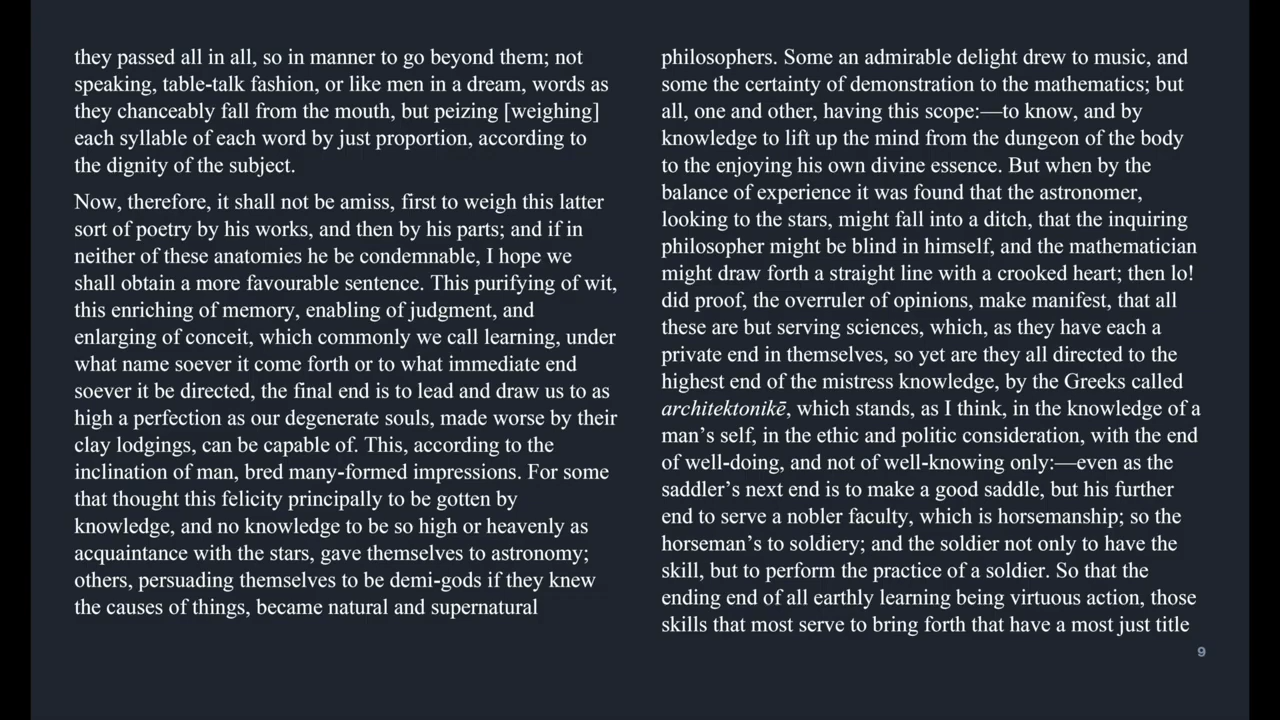 they passed all in all, so in manner to go beyond them; not
speaking, table-talk fashion, or like men in a dream, words as
they chanceably fall from the mouth, but peizing [weighing]
each syllable of each word by just proportion, according to
the dignity of the subject.
Now, therefore, it shall not be amiss, first to weigh this latter
sort of poetry by his works, and then by his parts; and if in
neither of these anatomies he be condemnable, I hope we
shall obtain a more favourable sentence. This purifying of wit,
this enriching of memory, enabling of judgment, and
enlarging of conceit, which commonly we call learning, under
what name soever it come forth or to what immediate end
soever it be directed, the final end is to lead and draw us to as
high a perfection as our degenerate souls, made worse by their
clay lodgings, can be capable of. This, according to the
inclination of man, bred many-formed impressions. For some
that thought this felicity principally to be gotten by
knowledge, and no knowledge to be so high or heavenly as
acquaintance with the stars, gave themselves to astronomy;
others, persuading themselves to be demi-gods if they knew
the causes of things, became natural and supernatural
philosophers. Some an admirable delight drew to music, and
some the certainty of demonstration to the mathematics; but
all, one and other, having this scope:—to know, and by
knowledge to lift up the mind from the dungeon of the body
to the enjoying his own divine essence. But when by the
balance of experience it was found that the astronomer,
looking to the stars, might fall into a ditch, that the inquiring
philosopher might be blind in himself, and the mathematician
might draw forth a straight line with a crooked heart; then lo!
did proof, the overruler of opinions, make manifest, that all
these are but serving sciences, which, as they have each a
private end in themselves, so yet are they all directed to the
highest end of the mistress knowledge, by the Greeks called
architektonikē, which stands, as I think, in the knowledge of a
man’s self, in the ethic and politic consideration, with the end
of well-doing, and not of well-knowing only:—even as the
saddler’s next end is to make a good saddle, but his further
end to serve a nobler faculty, which is horsemanship; so the
horseman’s to soldiery; and the soldier not only to have the
skill, but to perform the practice of a soldier. So that the
ending end of all earthly learning being virtuous action, those
skills that most serve to bring forth that have a most just title
9